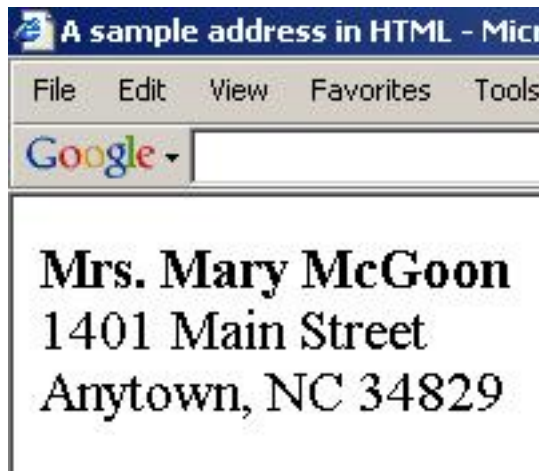 A sample address in HTML - Micr
File Edit View Favorites Tools
Google
Mrs. Mary McGoon
1401 Main Street
Anytown, NC 34829